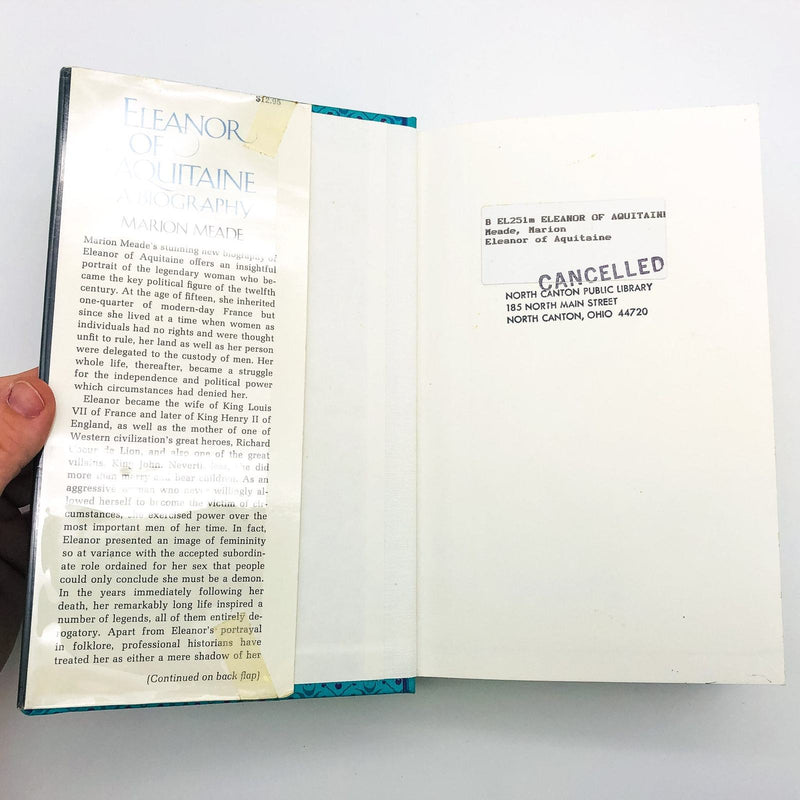 $12.95
ELEANOR
OF
AQUITAINE
A BIOGRAPHY
MARION MEADE
Marion Meade's stunning new biography of
Eleanor of Aquitaine offers an insightful
portrait of the legendary woman who be-
came the key political figure of the twelfth
century. At the age of fifteen, she inherited
one-quarter of modern-day France but
since she lived at a time when women as
individuals had no rights and were thought
unfit to rule, her land as well as her person
were delegated to the custody of men. Her
whole life, thereafter, became a struggle
for the independence and political power
which circumstances had denied her.
Eleanor became the wife of King Louis
VII of France and later of King Henry II of
England, as well as the mother of one of
Western civilization's great heroes, Richard
Coeur de Lion, and also one of the great
villains, King John. she did
more than marry and bear children. As an
aggressive woman who never willingly al-
lowed herself to become the victim of cir-
cumstances, she exercised power over the
most important men of her time. In fact,
Eleanor presented an image of femininity
so at variance with the accepted subordin-
ate role ordained for her sex that people
could only conclude she must be a demon.
In the years immediately following her
death, her remarkably long life inspired a
number of legends, all of them entirely de-
rogatory. Apart from Eleanor's portrayal
in folklore, professional historians have
treated her as either a mere shadow of her
(Continued on back flap)
B EL251m ELEANOR OF AQUITAINE
Meade, Marion
Eleanor of Aquitaine
CANCELLED
NORTH CANTON PUBLIC LIBRARY
185 NORTH MAIN STREET
NORTH CANTON, OHIO 44720